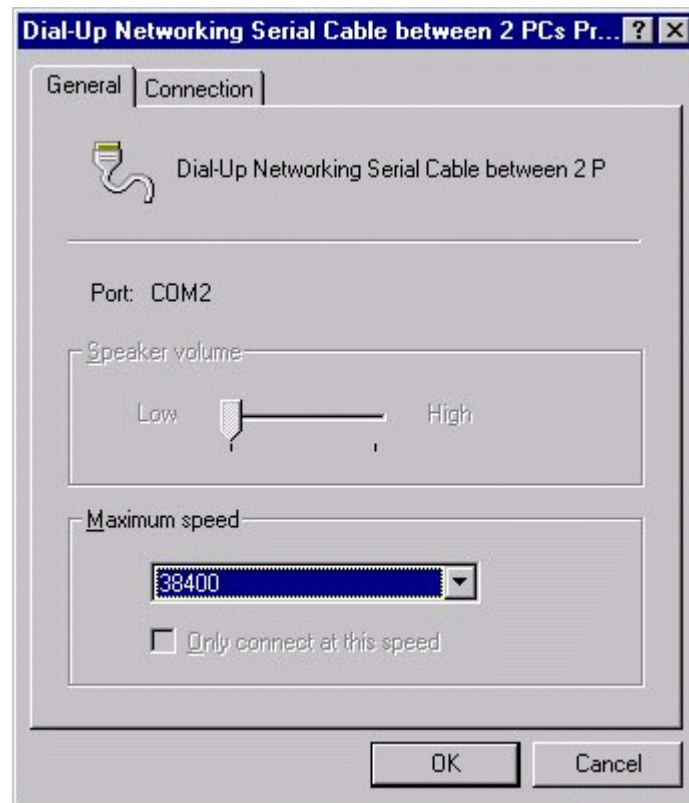 Dial-Up Networking Serial Cable between 2 PCs Pr...
General Connection
Dial-Up Networking Serial Cable between 2 P
Port: COM2
Speaker volume
Low High
Maximum speed
38400
Only connect at this speed
OK Cancel